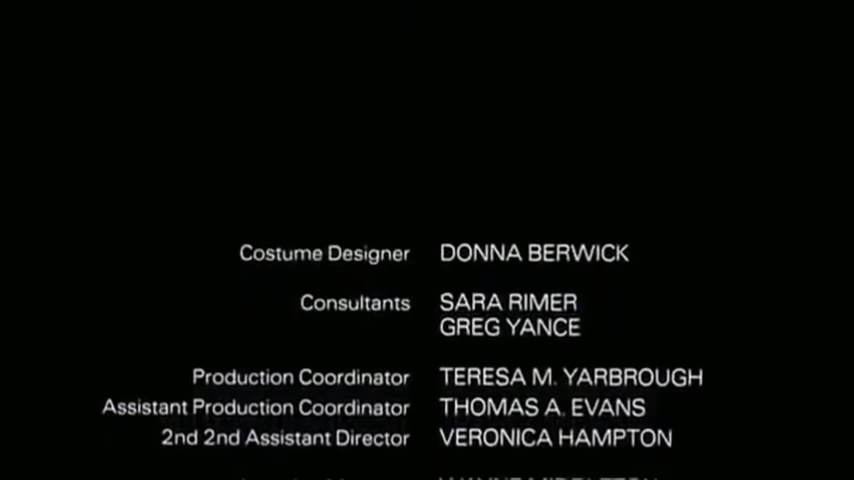 Costume Designer DONNA BERWICK
Consultants SARA RIMER
GREG YANCE
Production Coordinator TERESA M. YARBROUGH
Assistant Production Coordinator THOMAS A. EVANS
2nd 2nd Assistant Director VERONICA HAMPTON